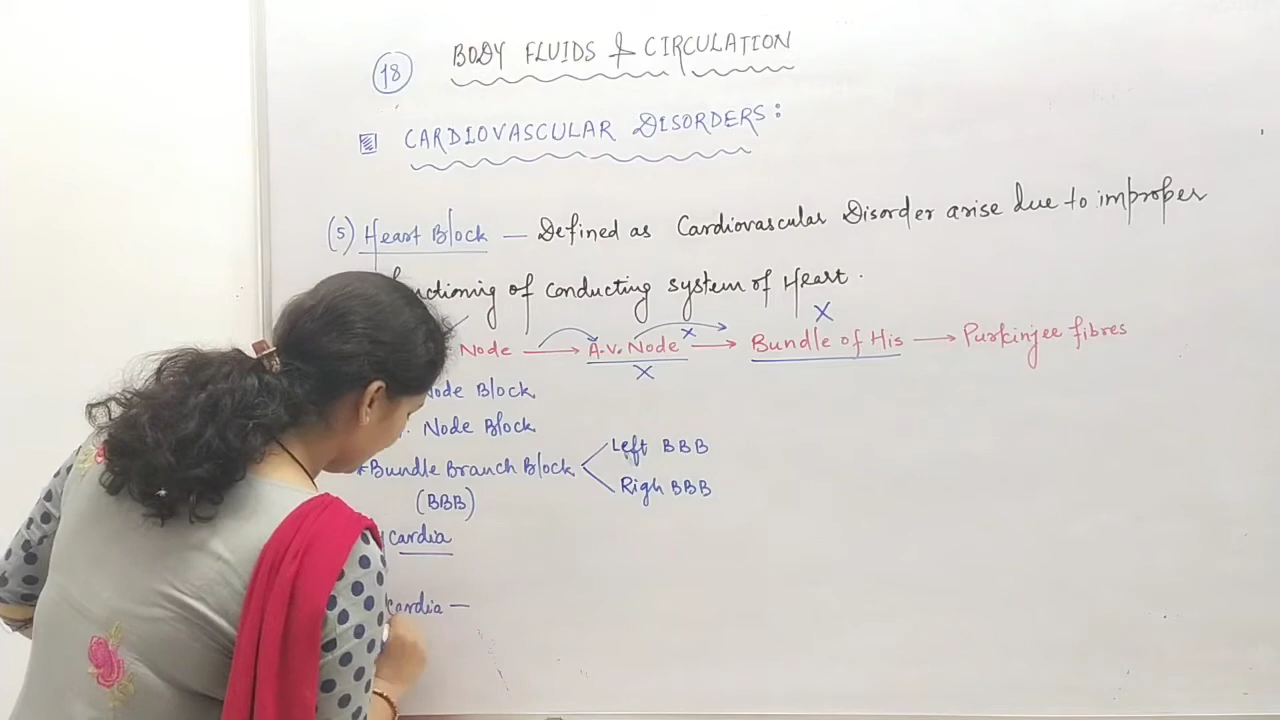 18 BODY FLUIDS & CIRCULATION
CARDIOVASCULAR DISORDERS:
(5) Heart Block — Defined as Cardiovascular Disorder arise due to improper
functionig of conducting system of Heart.
X
Node → A.V. Node X → Bundle of His → Purkinjee fibres
X
Node Block
Node Block
*Bundle Branch Block
Left BBB
Righ BBB
(BBB)
cardia
cardia —